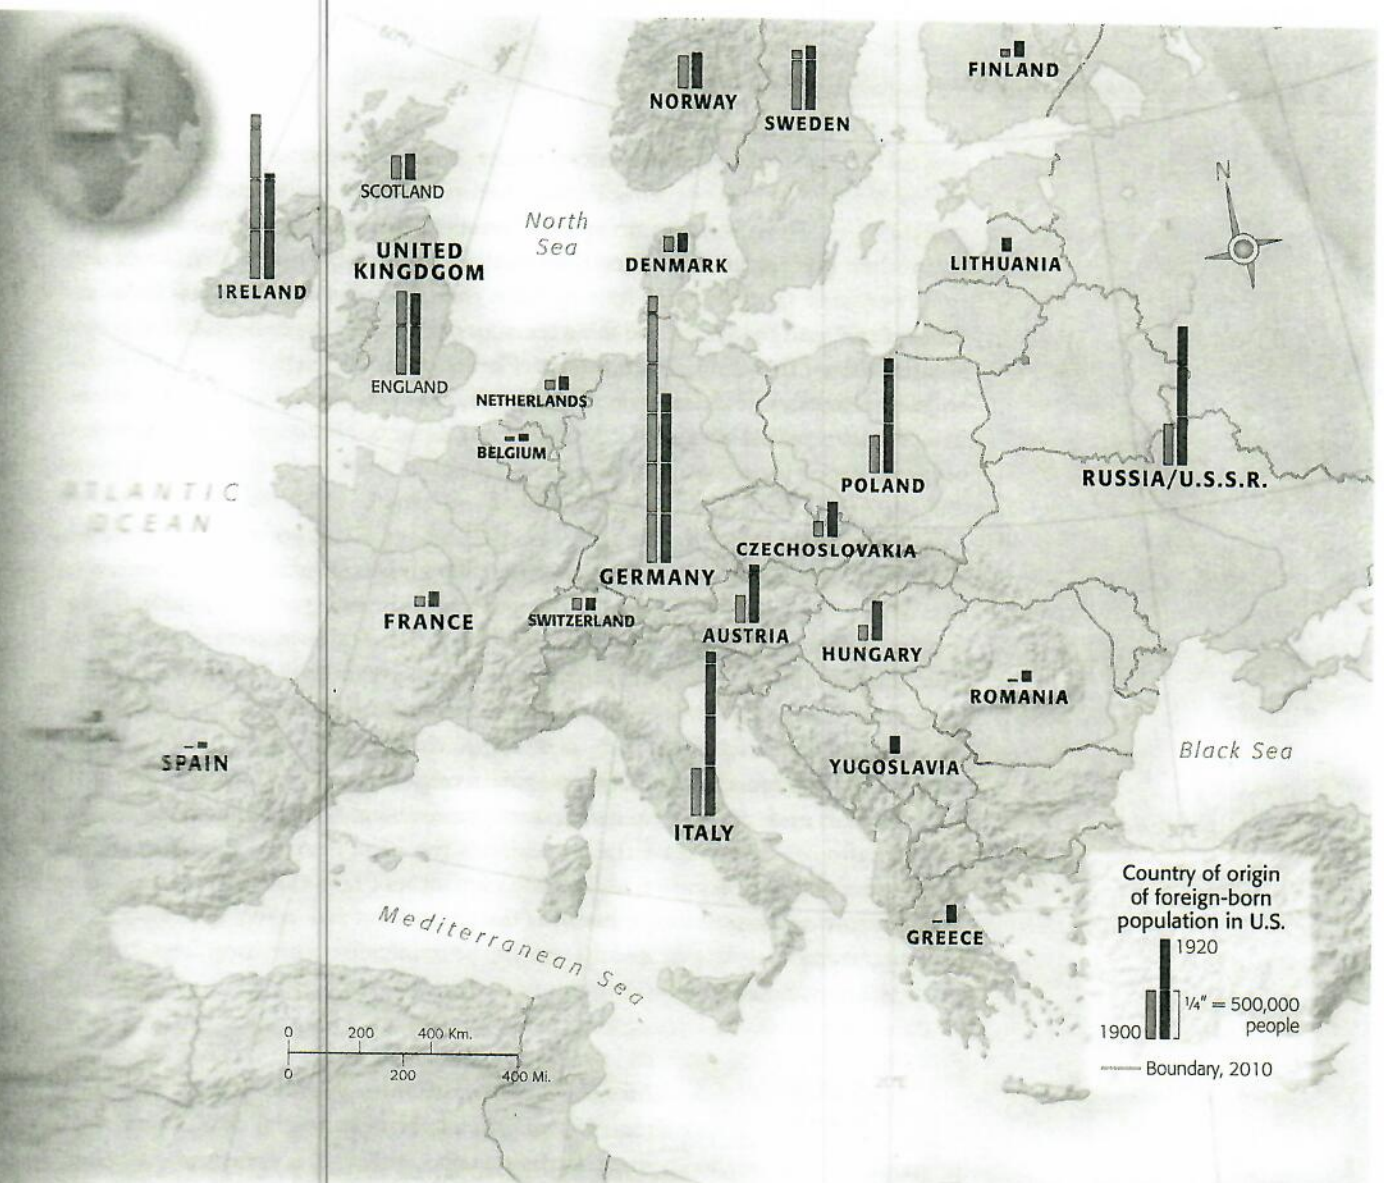 NORWAY
SWEDEN
FINLAND
SCOTLAND
North
Sea
UNITED
KINGDGOM
IRELAND
DENMARK
LITHUANIA
N
ENGLAND
NETHERLANDS
BELGIUM
POLAND
RUSSIA/U.S.S.R.
ATLANTIC
OCEAN
CZECHOSLOVAKIA
GERMANY
FRANCE
SWITZERLAND
AUSTRIA
HUNGARY
ROMANIA
SPAIN
YUGOSLAVIA
Black Sea
ITALY
Mediterranean Sea
GREECE
Country of origin
of foreign-born
population in U.S.
1920
1/4" = 500,000
people
1900
Boundary, 2010
0 200 400 Km.
0 200 400 Mi.